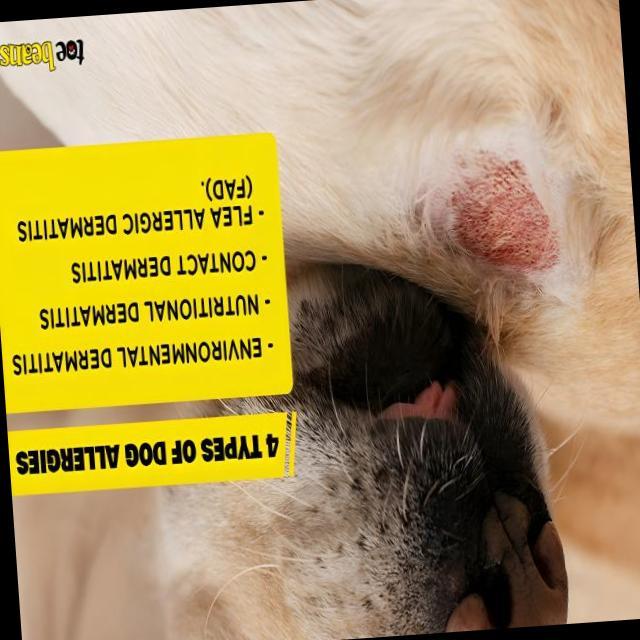 4 TYPES OF DOG ALLERGIES
- ENVIRONMENTAL DERMATITIS
- NUTRITIONAL DERMATITIS
- CONTACT DERMATITIS
- FLEA ALLERGIC DERMATITIS
(FAD).
toe beans